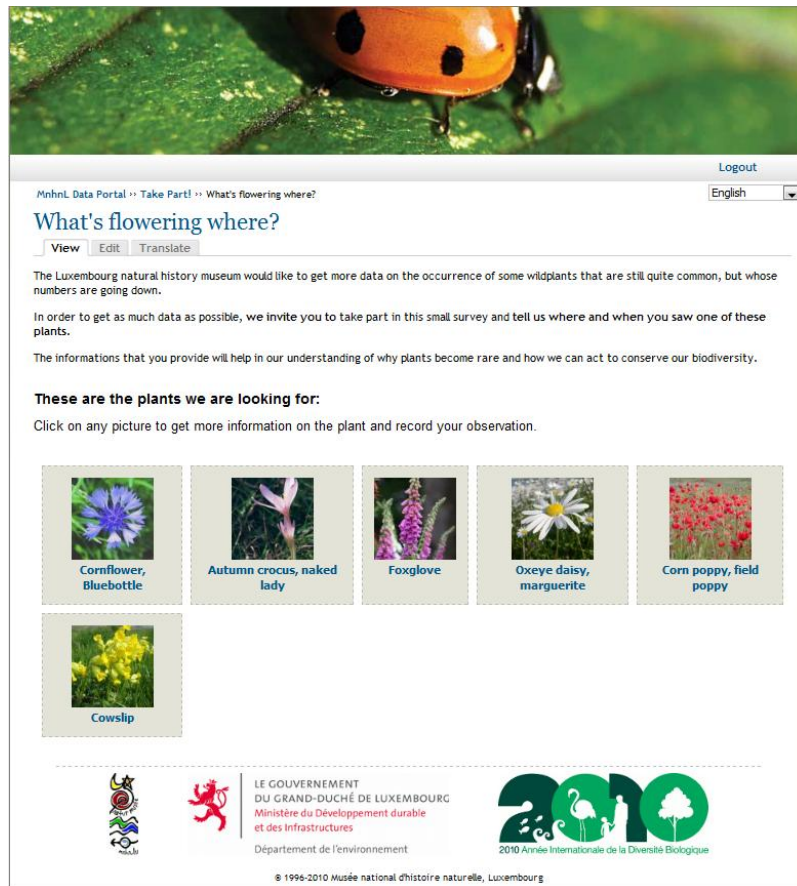 Logout
MnhnL Data Portal ›› Take Part! ›› What's flowering where?
English
What's flowering where?
View Edit Translate
The Luxembourg natural history museum would like to get more data on the occurrence of some wildplants that are still quite common, but whose
numbers are going down.
In order to get as much data as possible, we invite you to take part in this small survey and tell us where and when you saw one of these
plants.
The informations that you provide will help in our understanding of why plants become rare and how we can act to conserve our biodiversity.
These are the plants we are looking for:
Click on any picture to get more information on the plant and record your observation.
Cornflower,
Bluebottle
Autumn crocus, naked
lady
Foxglove
Oxeye daisy,
marguerite
Corn poppy, field
poppy
Cowslip
LE GOUVERNEMENT
DU GRAND-DUCHÉ DE LUXEMBOURG
Ministère du Développement durable
et des Infrastructures
Département de l'environnement
2010
2010 Année Internationale de la Diversité Biologique
© 1996-2010 Musée national d'histoire naturelle, Luxembourg